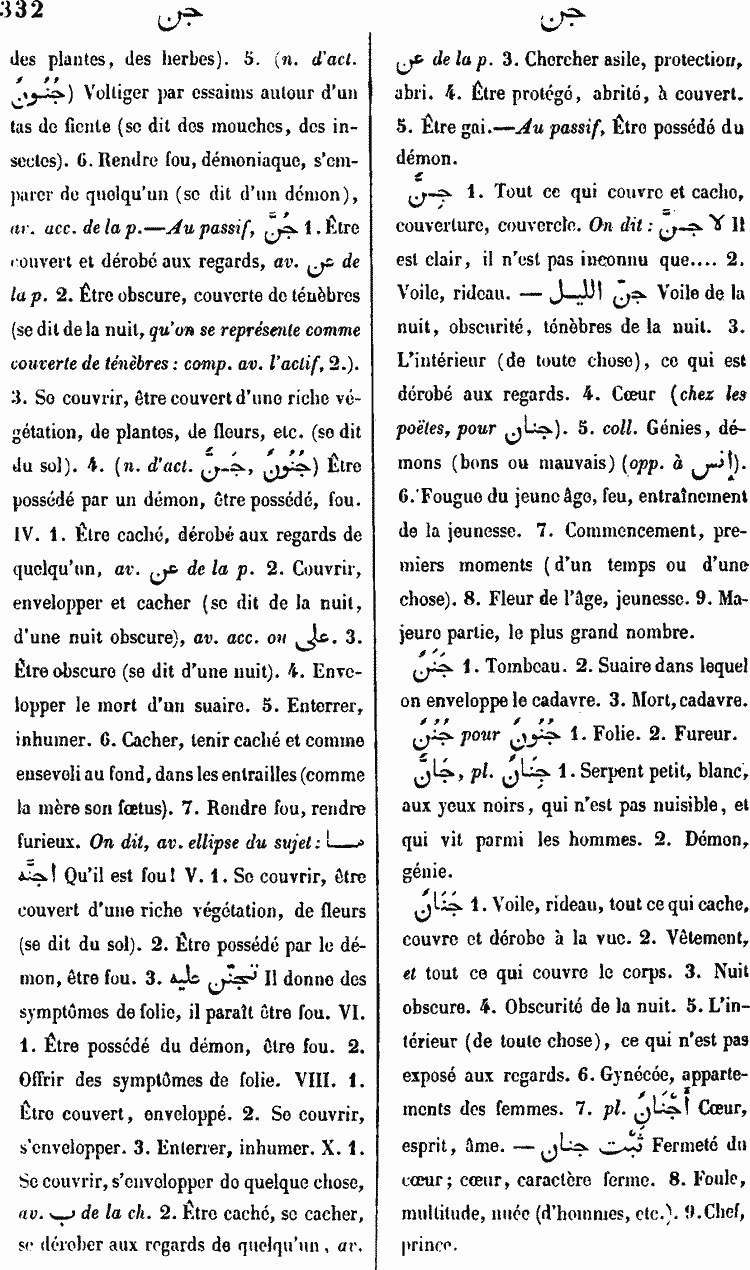 332 جن جن
des plantes, des herbes). 5. (n. d'act.
جُنُونٌ) Voltiger par essaims autour d'un
tas de fiente (se dit des mouches, des in-
sectes). 6. Rendre fou, démoniaque, s'em-
parer de quelqu'un (se dit d'un démon),
av. acc. de la p.—Au passif, جُنَّ 1. Être
couvert et dérobé aux regards, av. عن de
la p. 2. Être obscure, couverte de ténèbres
(se dit de la nuit, qu'on se représente comme
couverte de ténèbres : comp. av. l'actif, 2.).
3. Se couvrir, être couvert d'une riche vé-
gétation, de plantes, de fleurs, etc. (se dit
du sol). 4. (n. d'act. جُنُونٌ, جَنٌّ) Être
possédé par un démon, être possédé, fou.
IV. 1. Être caché, dérobé aux regards de
quelqu'un, av. عن de la p. 2. Couvrir,
envelopper et cacher (se dit de la nuit,
d'une nuit obscure), av. acc. ou على. 3.
Être obscure (se dit d'une nuit). 4. Enve-
lopper le mort d'un suaire. 5. Enterrer,
inhumer. 6. Cacher, tenir caché et comme
enseveli au fond, dans les entrailles (comme
la mère son fœtus). 7. Rendre fou, rendre
furieux. On dit, av. ellipse du sujet : ما
أجنّه Qu'il est fou! V. 1. Se couvrir, être
couvert d'une riche végétation, de fleurs
(se dit du sol). 2. Être possédé par le dé-
mon, être fou. 3. تجنّن عليه Il donne des
symptômes de folie, il paraît être fou. VI.
1. Être possédé du démon, être fou. 2.
Offrir des symptômes de folie. VIII. 1.
Être couvert, enveloppé. 2. Se couvrir,
s'envelopper. 3. Enterrer, inhumer. X. 1.
Se couvrir, s'envelopper de quelque chose,
av. ب de la ch. 2. Être caché, se cacher,
se dérober aux regards de quelqu'un, av.
عن de la p. 3. Chercher asile, protection,
abri. 4. Être protégé, abrité, à couvert.
5. Être gai.—Au passif, Être possédé du
démon.
جِنٌّ 1. Tout ce qui couvre et cache,
couverture, couvercle. On dit : لا جنّ Il
est clair, il n'est pas inconnu que.... 2.
Voile, rideau. — جنّ الليل Voile de la
nuit, obscurité, ténèbres de la nuit. 3.
L'intérieur (de toute chose), ce qui est
dérobé aux regards. 4. Cœur (chez les
poëtes, pour جنان). 5. coll. Génies, dé-
mons (bons ou mauvais) (opp. à إنس).
6. Fougue du jeune âge, feu, entraînement
de la jeunesse. 7. Commencement, pre-
miers moments (d'un temps ou d'une
chose). 8. Fleur de l'âge, jeunesse. 9. Ma-
jeure partie, le plus grand nombre.
جَنَنٌ 1. Tombeau. 2. Suaire dans lequel
on enveloppe le cadavre. 3. Mort, cadavre.
جُنُنٌ pour جُنُونٌ 1. Folie. 2. Fureur.
جَانٌّ, pl. جِنَّانٌ 1. Serpent petit, blanc,
aux yeux noirs, qui n'est pas nuisible, et
qui vit parmi les hommes. 2. Démon,
génie.
جَنَانٌ 1. Voile, rideau, tout ce qui cache,
couvre et dérobe à la vue. 2. Vêtement,
et tout ce qui couvre le corps. 3. Nuit
obscure. 4. Obscurité de la nuit. 5. L'in-
térieur (de toute chose), ce qui n'est pas
exposé aux regards. 6. Gynécée, apparte-
ments des femmes. 7. pl. أَجْنَانٌ Cœur,
esprit, âme. — ثبت جنان Fermeté du
cœur; cœur, caractère ferme. 8. Foule,
multitude, nuée (d'hommes, etc.). 9. Chef,
prince.